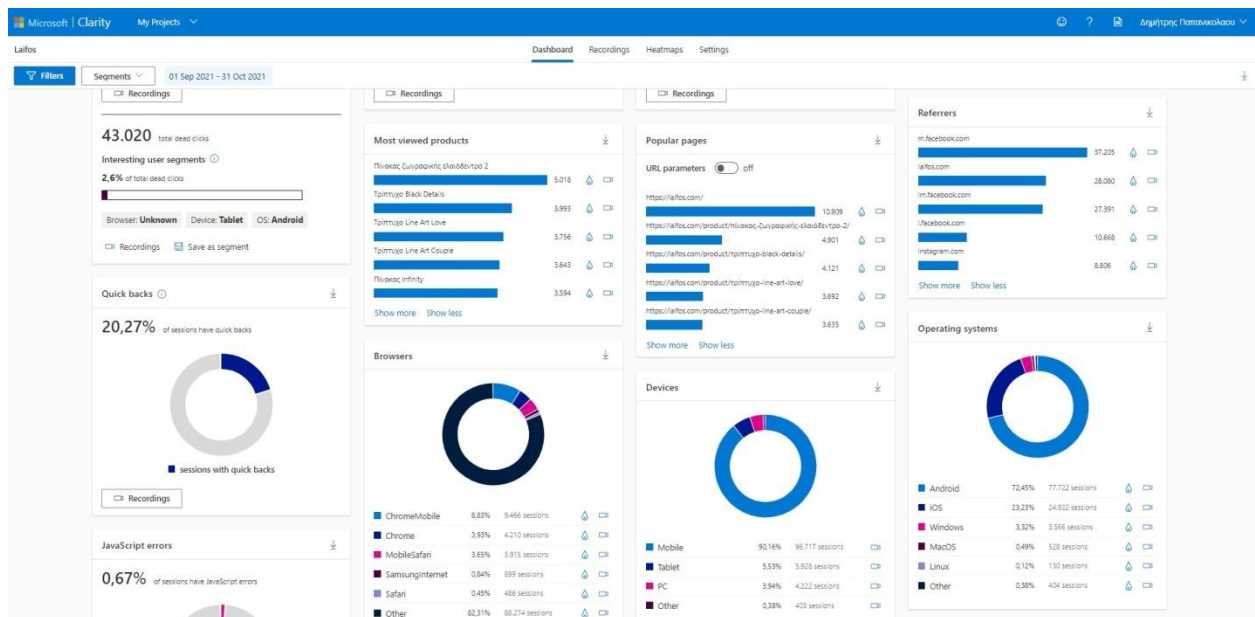 Microsoft | Clarity My Projects Δημήτρης Παπανικολαου
Laifos Dashboard Recordings Heatmaps Settings
Filters Segments 01 Sep 2021 - 31 Oct 2021
Recordings
43.020 total dead clicks
Interesting user segments
2,6% of total dead clicks
Browser: Unknown Device: Tablet OS: Android
Recordings Save as segment
Quick backs
20,27% of sessions have quick backs
sessions with quick backs
Recordings
JavaScript errors
0,67% of sessions have JavaScript errors
Recordings
Most viewed products
Πίνακας ζωγραφικής ελαιόδεντρο 2
5.018
Τρίπτυχο Black Details
3.993
Τρίπτυχο Line Art Love
3.756
Τρίπτυχο Line Art Couple
3.643
Πίνακας Infinity
3.594
Show more Show less
Browsers
ChromeMobile 8,83% 9.466 sessions
Chrome 3,93% 4.210 sessions
MobileSafari 3,65% 3.915 sessions
SamsungInternet 0,84% 899 sessions
Safari 0,45% 486 sessions
Other 82,31% 88.274 sessions
Recordings
Popular pages
URL parameters off
https://laifos.com/
10.909
https://laifos.com/product/πίνακας-ζωγραφικής-ελαιόδεντρο-2/
4.901
https://laifos.com/product/τρίπτυχο-black-details/
4.121
https://laifos.com/product/τρίπτυχο-line-art-love/
3.692
https://laifos.com/product/τρίπτυχο-line-art-couple/
3.635
Show more Show less
Devices
Mobile 90,16% 96.717 sessions
Tablet 5,53% 5.928 sessions
PC 3,94% 4.222 sessions
Other 0,38% 403 sessions
Referrers
m.facebook.com
37.205
laifos.com
28.080
lm.facebook.com
27.391
l.facebook.com
10.668
instagram.com
8.806
Show more Show less
Operating systems
Android 72,45% 77.722 sessions
iOS 23,23% 24.922 sessions
Windows 3,32% 3.566 sessions
MacOS 0,49% 528 sessions
Linux 0,12% 130 sessions
Other 0,38% 404 sessions